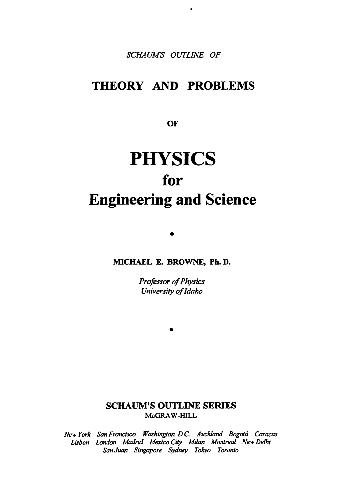 SCHAUM'S OUTLINE OF
THEORY AND PROBLEMS
OF
PHYSICS
for
Engineering and Science
•
MICHAEL E. BROWNE, Ph.D.
Professor of Physics
University of Idaho
•
SCHAUM'S OUTLINE SERIES
McGRAW-HILL
New York San Francisco Washington D.C. Auckland Bogotá Caracas
Lisbon London Madrid Mexico City Milan Montreal New Delhi
San Juan Singapore Sydney Tokyo Toronto